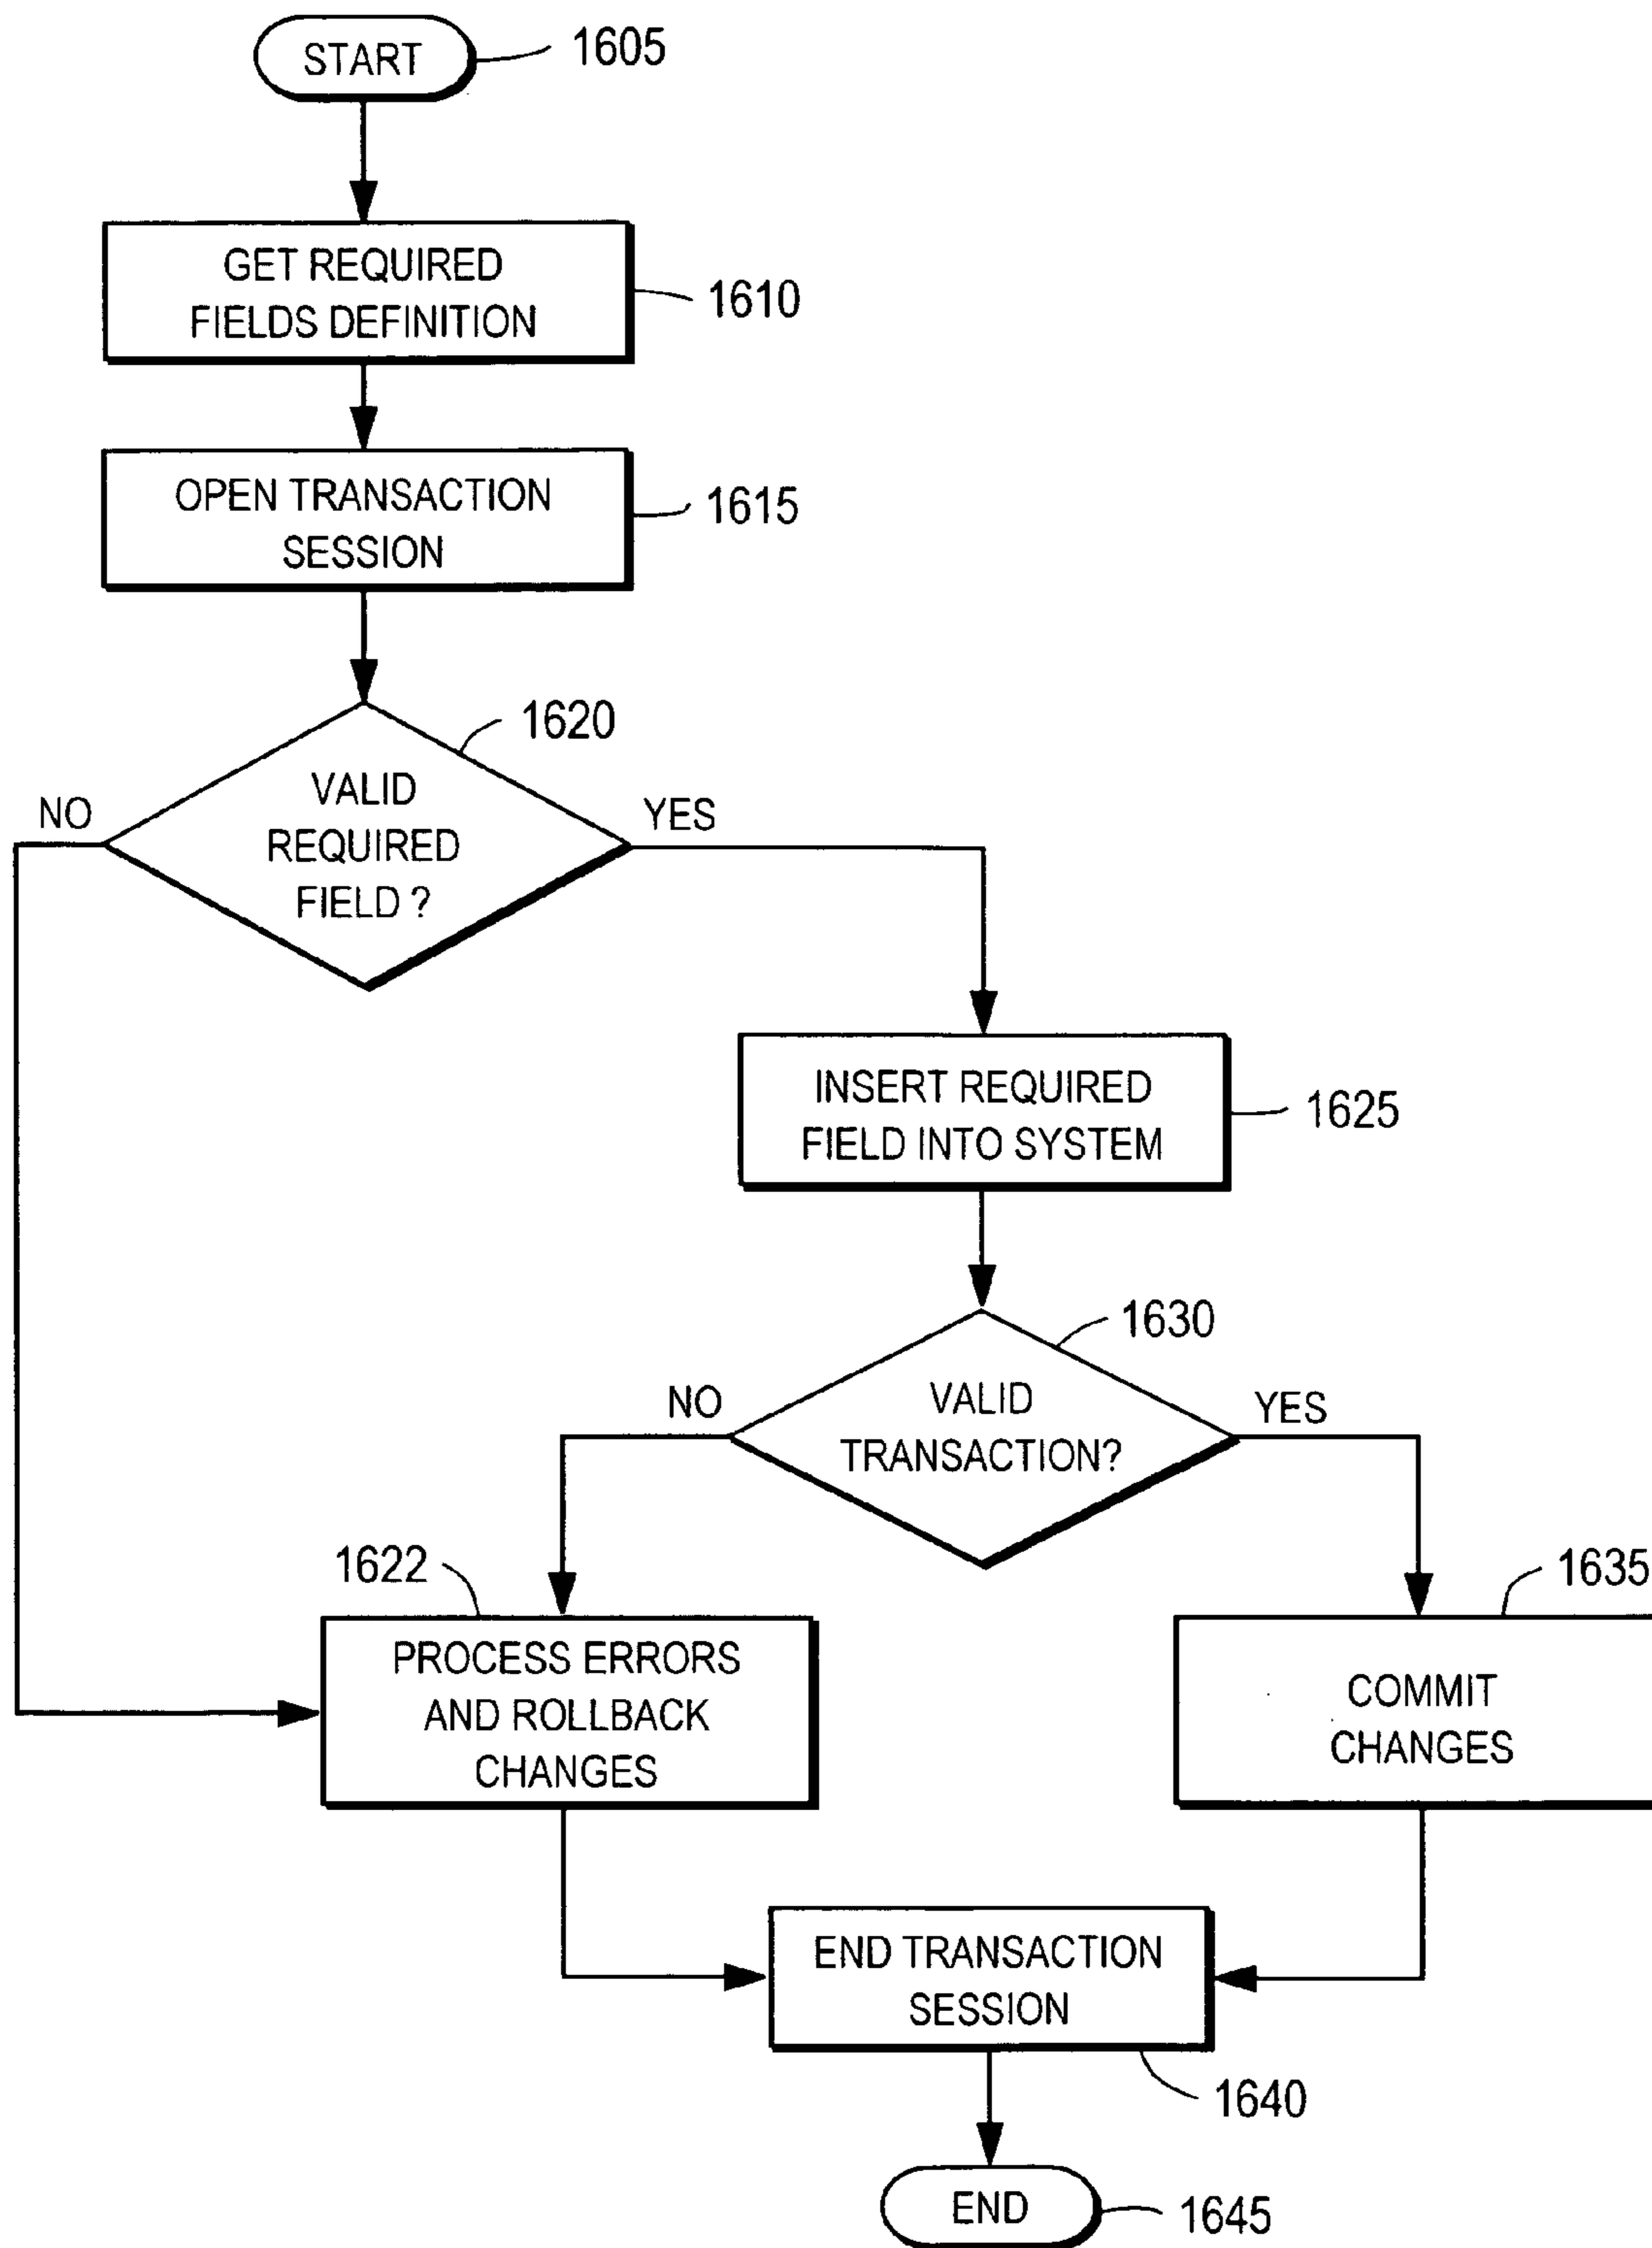 START
1605
GET REQUIRED
FIELDS DEFINITION
1610
OPEN TRANSACTION
SESSION
1615
1620
VALID
REQUIRED
FIELD ?
NO
YES
INSERT REQUIRED
FIELD INTO SYSTEM
1625
1630
VALID
TRANSACTION?
NO
YES
1622
PROCESS ERRORS
AND ROLLBACK
CHANGES
1635
COMMIT
CHANGES
END TRANSACTION
SESSION
1640
END
1645